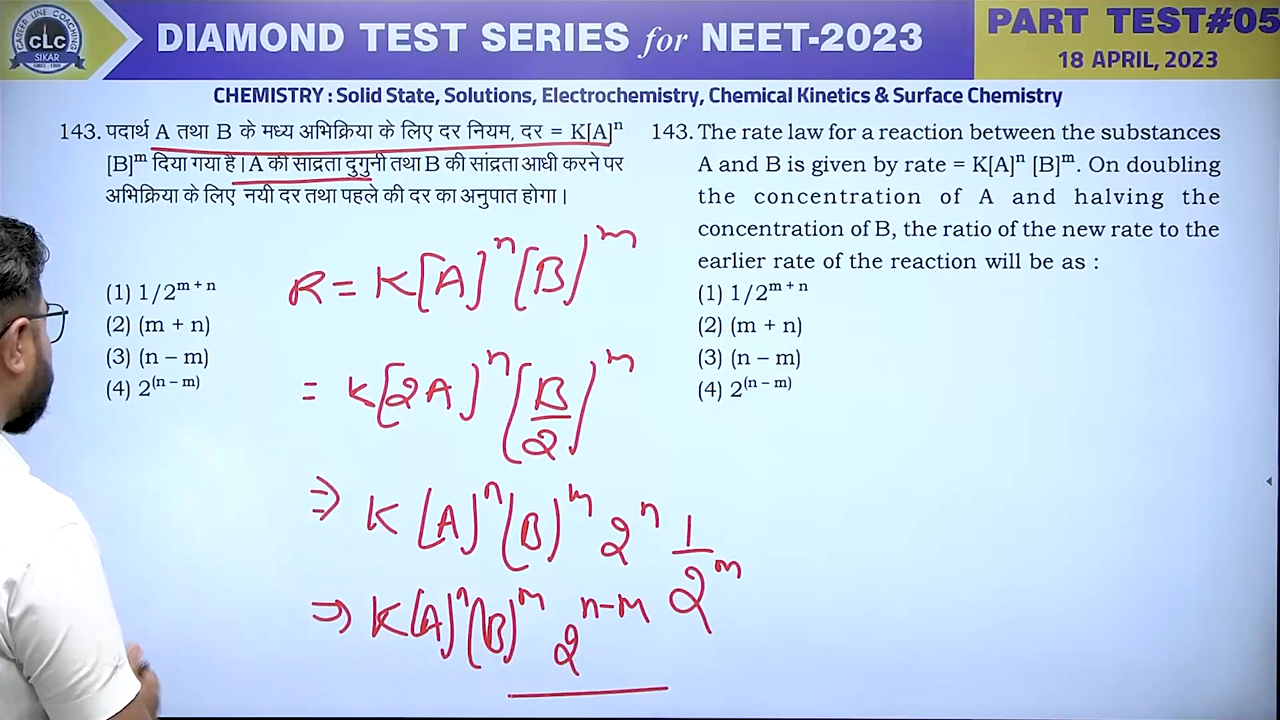 CAREER LINE COACHING
CLC
SIKAR
DIAMOND TEST SERIES for NEET-2023
PART TEST#05
18 APRIL, 2023
CHEMISTRY : Solid State, Solutions, Electrochemistry, Chemical Kinetics & Surface Chemistry
143. पदार्थ A तथा B के मध्य अभिक्रिया के लिए दर नियम, दर = K[A]ⁿ
[B]ᵐ दिया गया है। A की सांद्रता दुगुनी तथा B की सांद्रता आधी करने पर
अभिक्रिया के लिए नयी दर तथा पहले की दर का अनुपात होगा।
(1) 1/2ᵐ⁺ⁿ
(2) (m + n)
(3) (n – m)
(4) 2⁽ⁿ⁻ᵐ⁾
R = K[A]ⁿ[B]ᵐ
= K[2A]ⁿ[B/2]ᵐ
⇒ K[A]ⁿ[B]ᵐ 2ⁿ 1/2ᵐ
⇒ K[A]ⁿ[B]ᵐ 2ⁿ⁻ᵐ
143. The rate law for a reaction between the substances
A and B is given by rate = K[A]ⁿ [B]ᵐ. On doubling
the concentration of A and halving the
concentration of B, the ratio of the new rate to the
earlier rate of the reaction will be as :
(1) 1/2ᵐ⁺ⁿ
(2) (m + n)
(3) (n – m)
(4) 2⁽ⁿ⁻ᵐ⁾